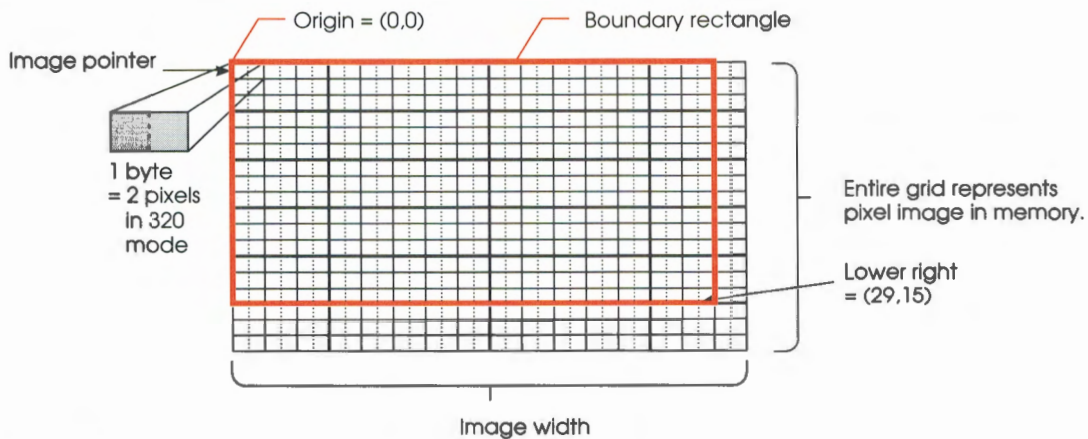 Origin = (0,0)
Boundary rectangle
Image pointer
1 byte
= 2 pixels
in 320
mode
Entire grid represents
pixel image in memory.
Lower right
= (29,15)
Image width